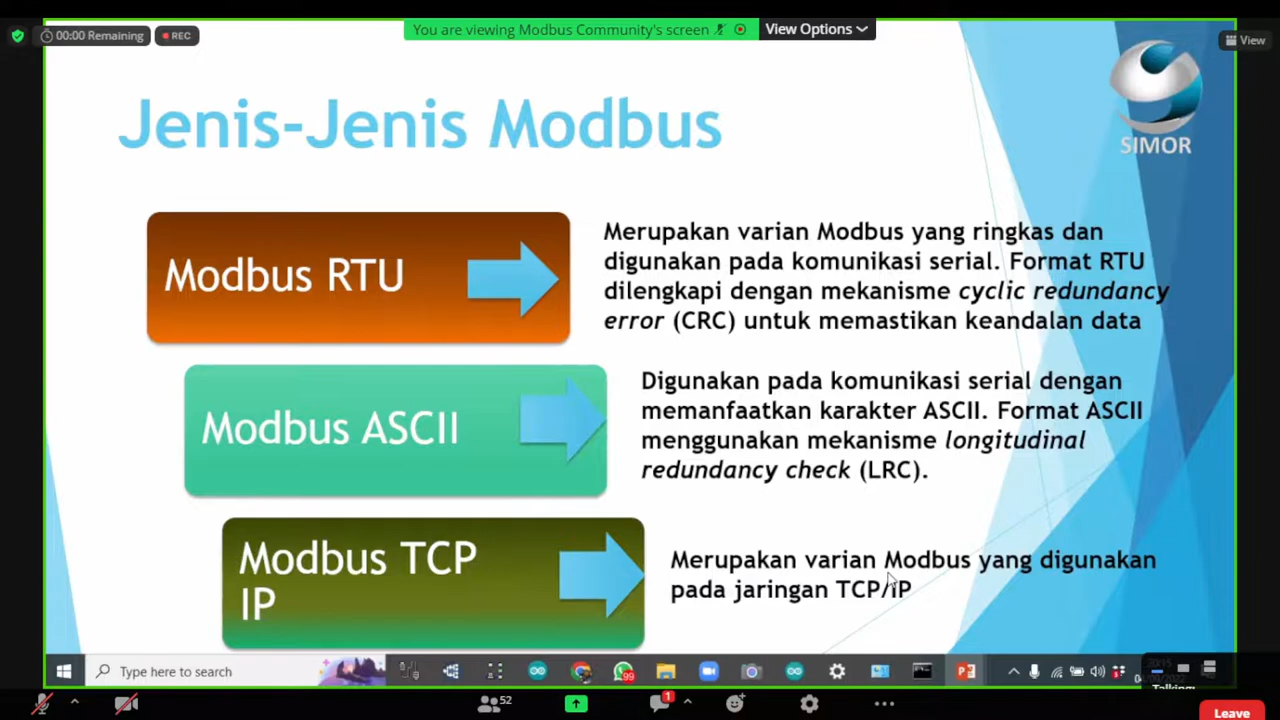 00:00 Remaining
REC
You are viewing Modbus Community's screen
View Options
View
Jenis-Jenis Modbus
SIMOR
Modbus RTU
Merupakan varian Modbus yang ringkas dan
digunakan pada komunikasi serial. Format RTU
dilengkapi dengan mekanisme cyclic redundancy
error (CRC) untuk memastikan keandalan data
Modbus ASCII
Digunakan pada komunikasi serial dengan
memanfaatkan karakter ASCII. Format ASCII
menggunakan mekanisme longitudinal
redundancy check (LRC).
Modbus TCP
IP
Merupakan varian Modbus yang digunakan
pada jaringan TCP/IP
Type here to search
99
52
1
Leave